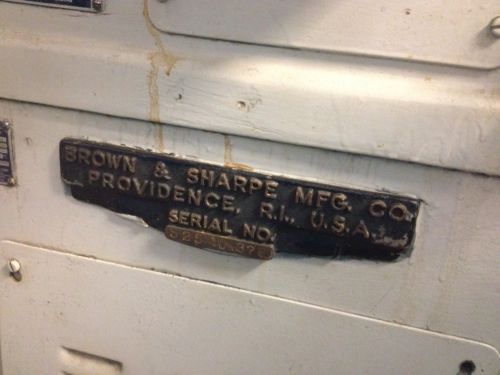 BROWN & SHARPE MFG. CO.
PROVIDENCE, R.I., U.S.A.
SERIAL NO.